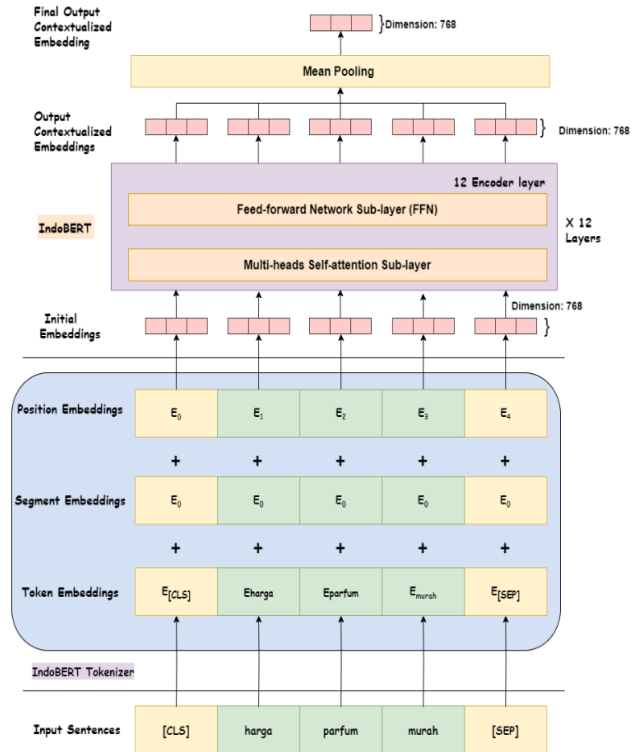 Final Output
Contextualized
Embedding
Dimension: 768
Mean Pooling
Output
Contextualized
Embeddings
Dimension: 768
12 Encoder layer
Feed-forward Network Sub-layer (FFN)
IndoBERT
X 12
Layers
Multi-heads Self-attention Sub-layer
Initial
Embeddings
Dimension: 768
Position Embeddings E0 E1 E2 E3 E4
+ + + + +
Segment Embeddings E0 E0 E0 E0 E0
+ + + + +
Token Embeddings E[CLS] Eharga Eparfum Emurah E[SEP]
IndoBERT Tokenizer
Input Sentences [CLS] harga parfum murah [SEP]